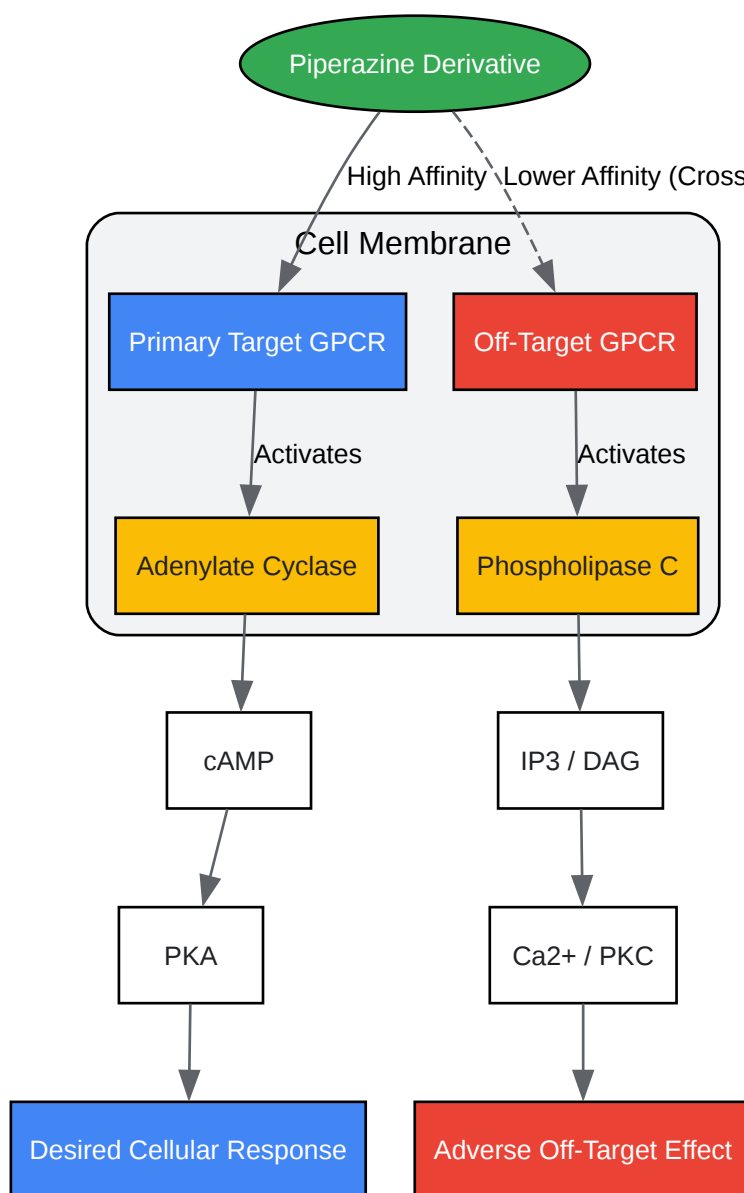 Piperazine Derivative
High Affinity
Lower Affinity (Cross
Cell Membrane
Primary Target GPCR
Off-Target GPCR
Activates
Activates
Adenylate Cyclase
Phospholipase C
cAMP
IP3 / DAG
PKA
Ca2+ / PKC
Desired Cellular Response
Adverse Off-Target Effect